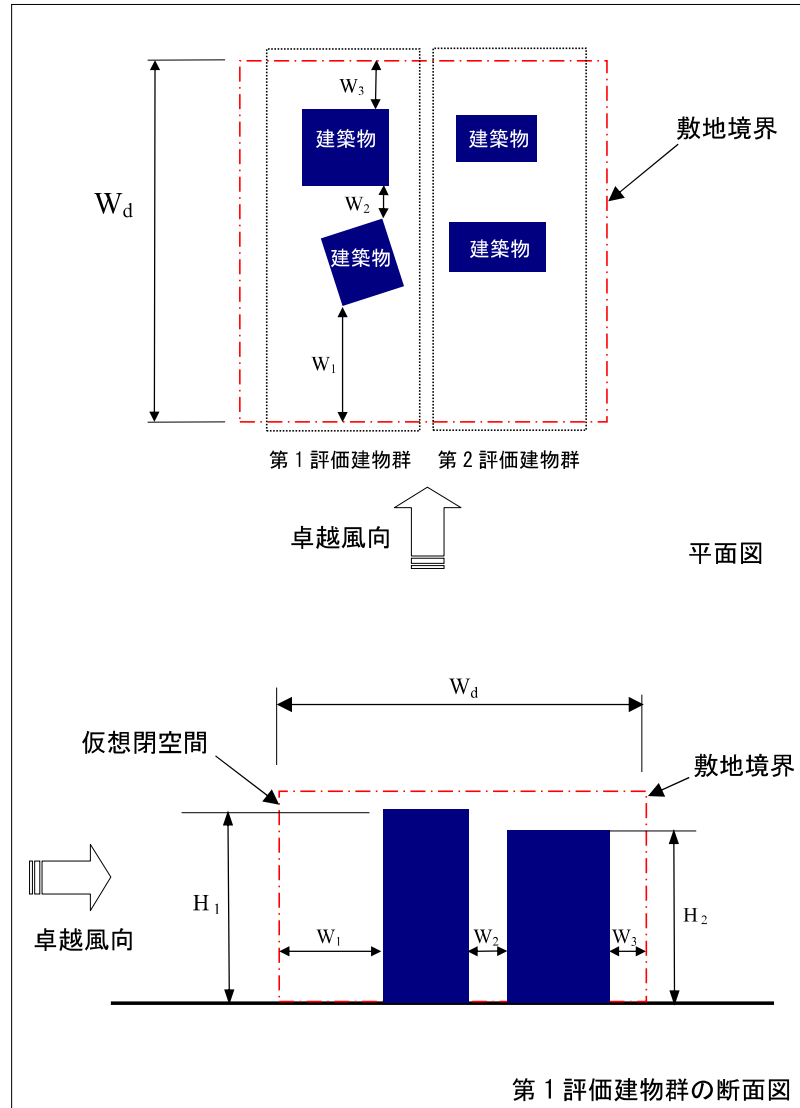 W3
建築物
建築物
敷地境界
Wd
W2
建築物
建築物
W1
第1評価建物群
第2評価建物群
卓越風向
平面図
Wd
仮想閉空間
敷地境界
H1
H2
W1
W2
W3
卓越風向
第1評価建物群の断面図